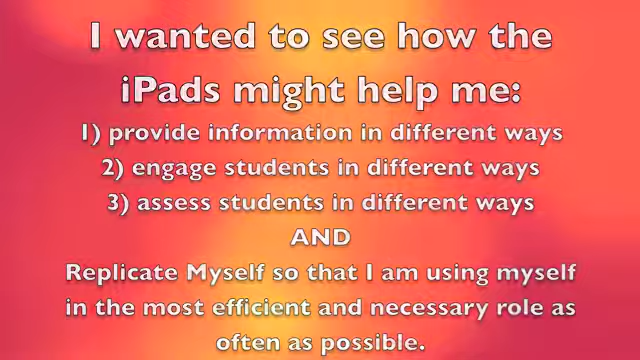 I wanted to see how the
iPads might help me:
1) provide information in different ways
2) engage students in different ways
3) assess students in different ways
AND
Replicate Myself so that I am using myself
in the most efficient and necessary role as
often as possible.